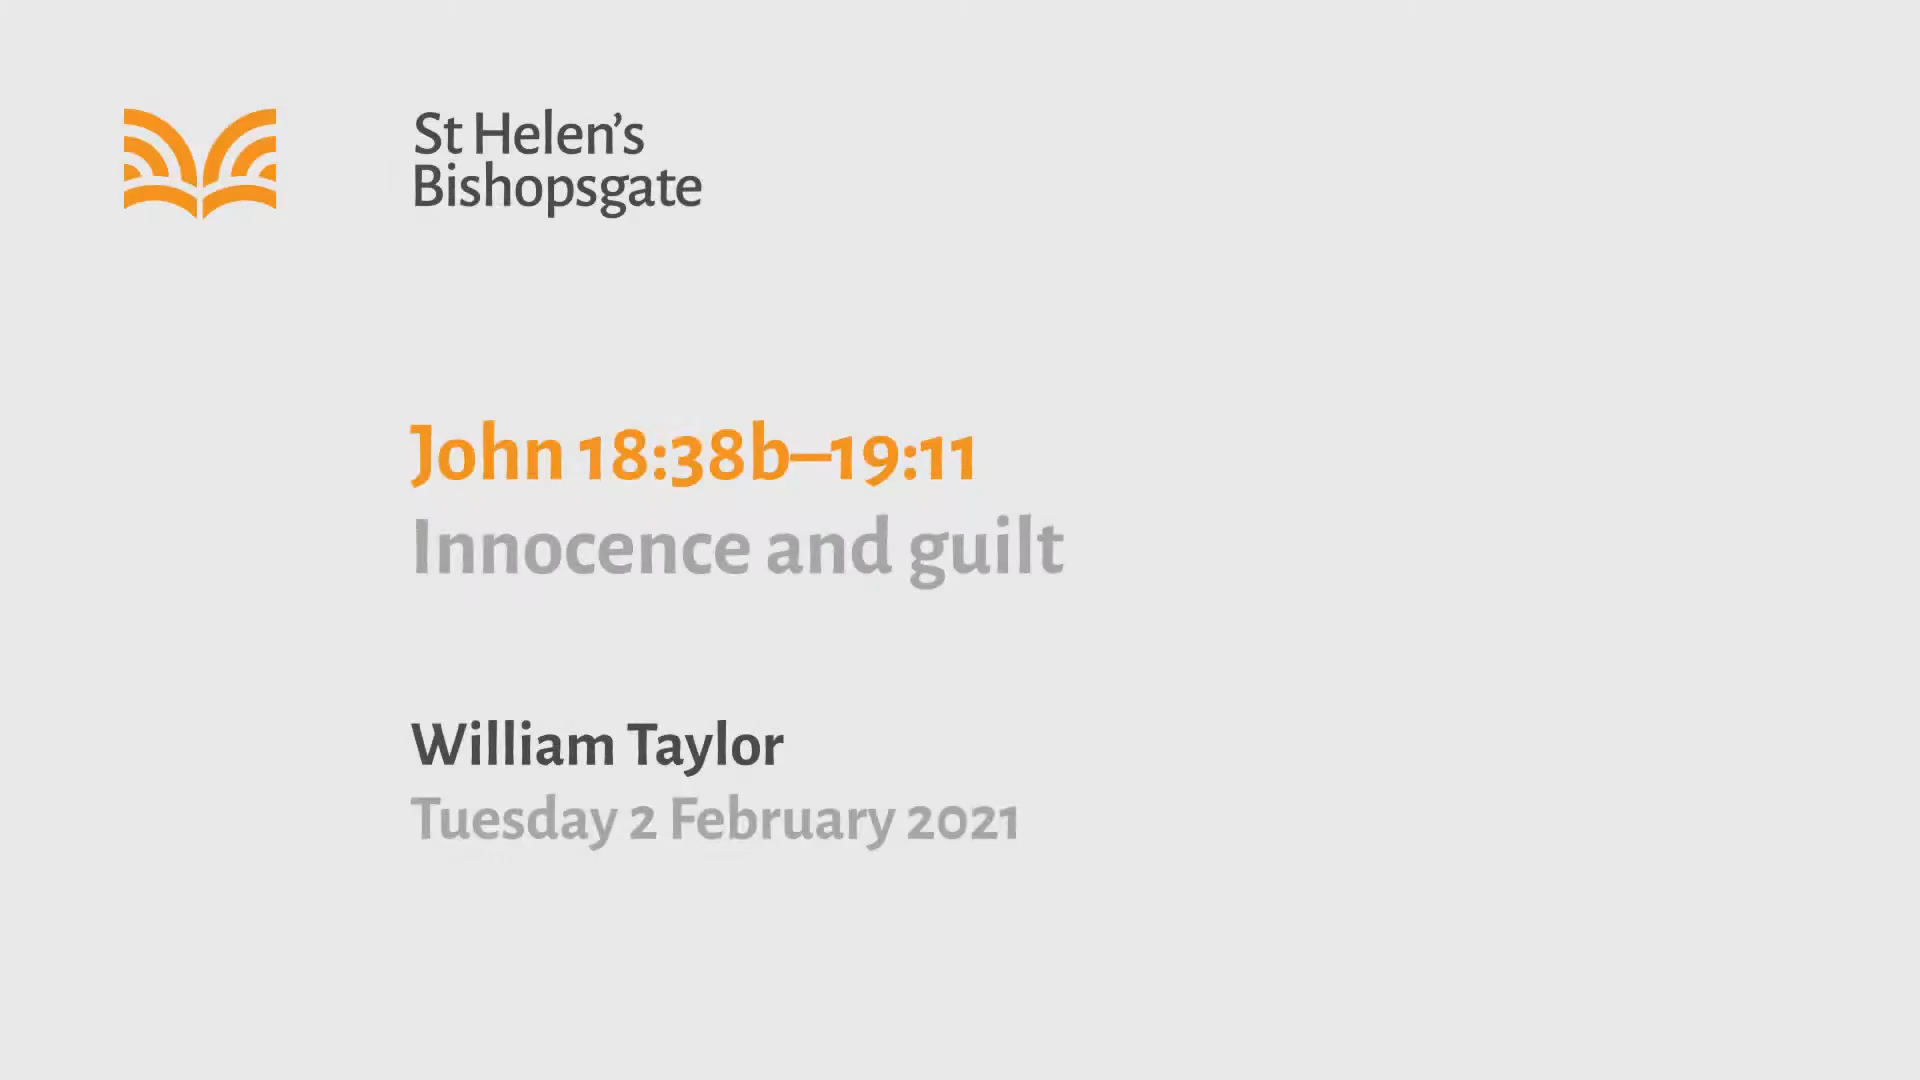 St Helen’s
Bishopsgate
John 18:38b–19:11
Innocence and guilt
William Taylor
Tuesday 2 February 2021